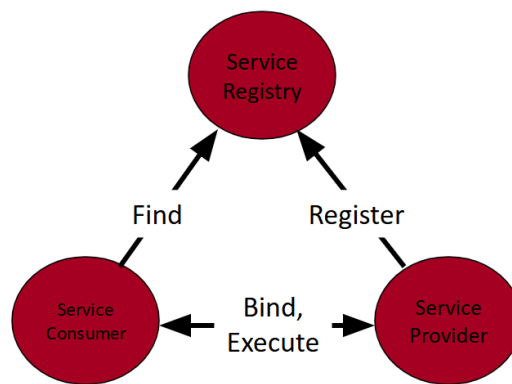 Service
Registry
Find
Register
Service
Consumer
Bind,
Execute
Service
Provider